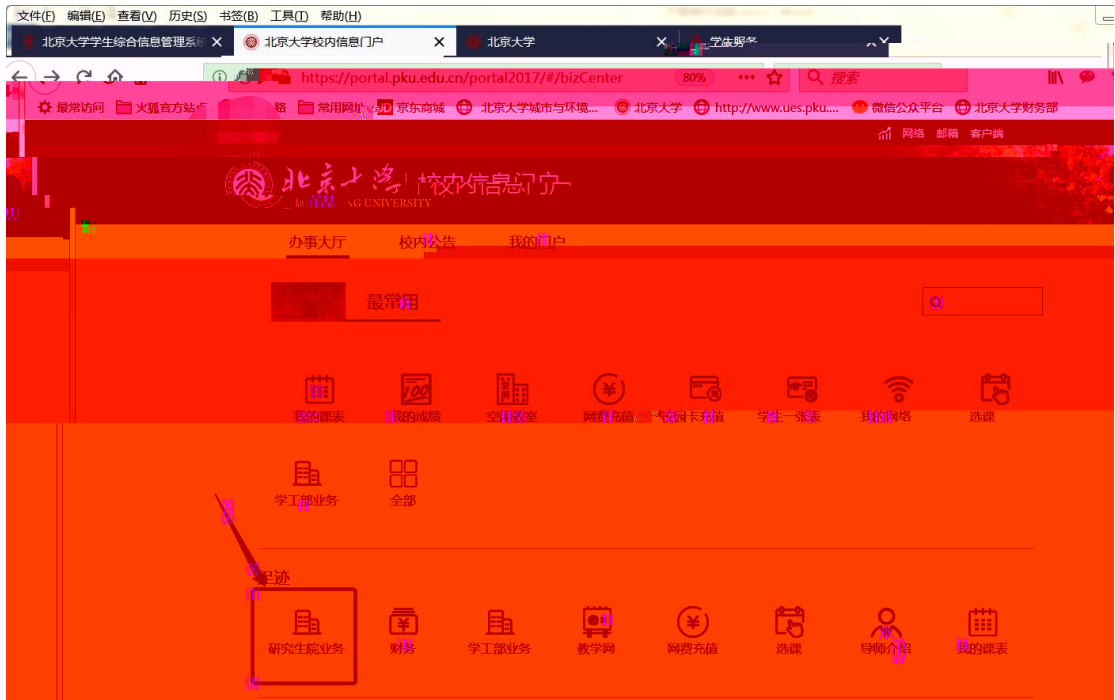 文件(F) 编辑(E) 查看(V) 历史(S) 书签(B) 工具(T) 帮助(H)
北京大学学生综合信息管理系统 北京大学校内信息门户 北京大学
https://portal.pku.edu.cn/portal2017/#/bizCenter 80% 搜索
最常访问 火狐官方站点 常用网址 JD 京东商城 北京大学城市与环境... 北京大学 http://www.ues.pku.... 微信公众平台 北京大学财务部
网络 邮箱 客户端
北京大学 校内信息门户
UNIVERSITY
办事大厅 校内公告 我的门户
最常用
我的课表 我的成绩 空闲教室 网费充值 校园卡充值 学生一张表 我的网络 选课
学工部业务 全部
足迹
研究生院业务 财务 学工部业务 教学网 网费充值 选课 导师介绍 我的课表